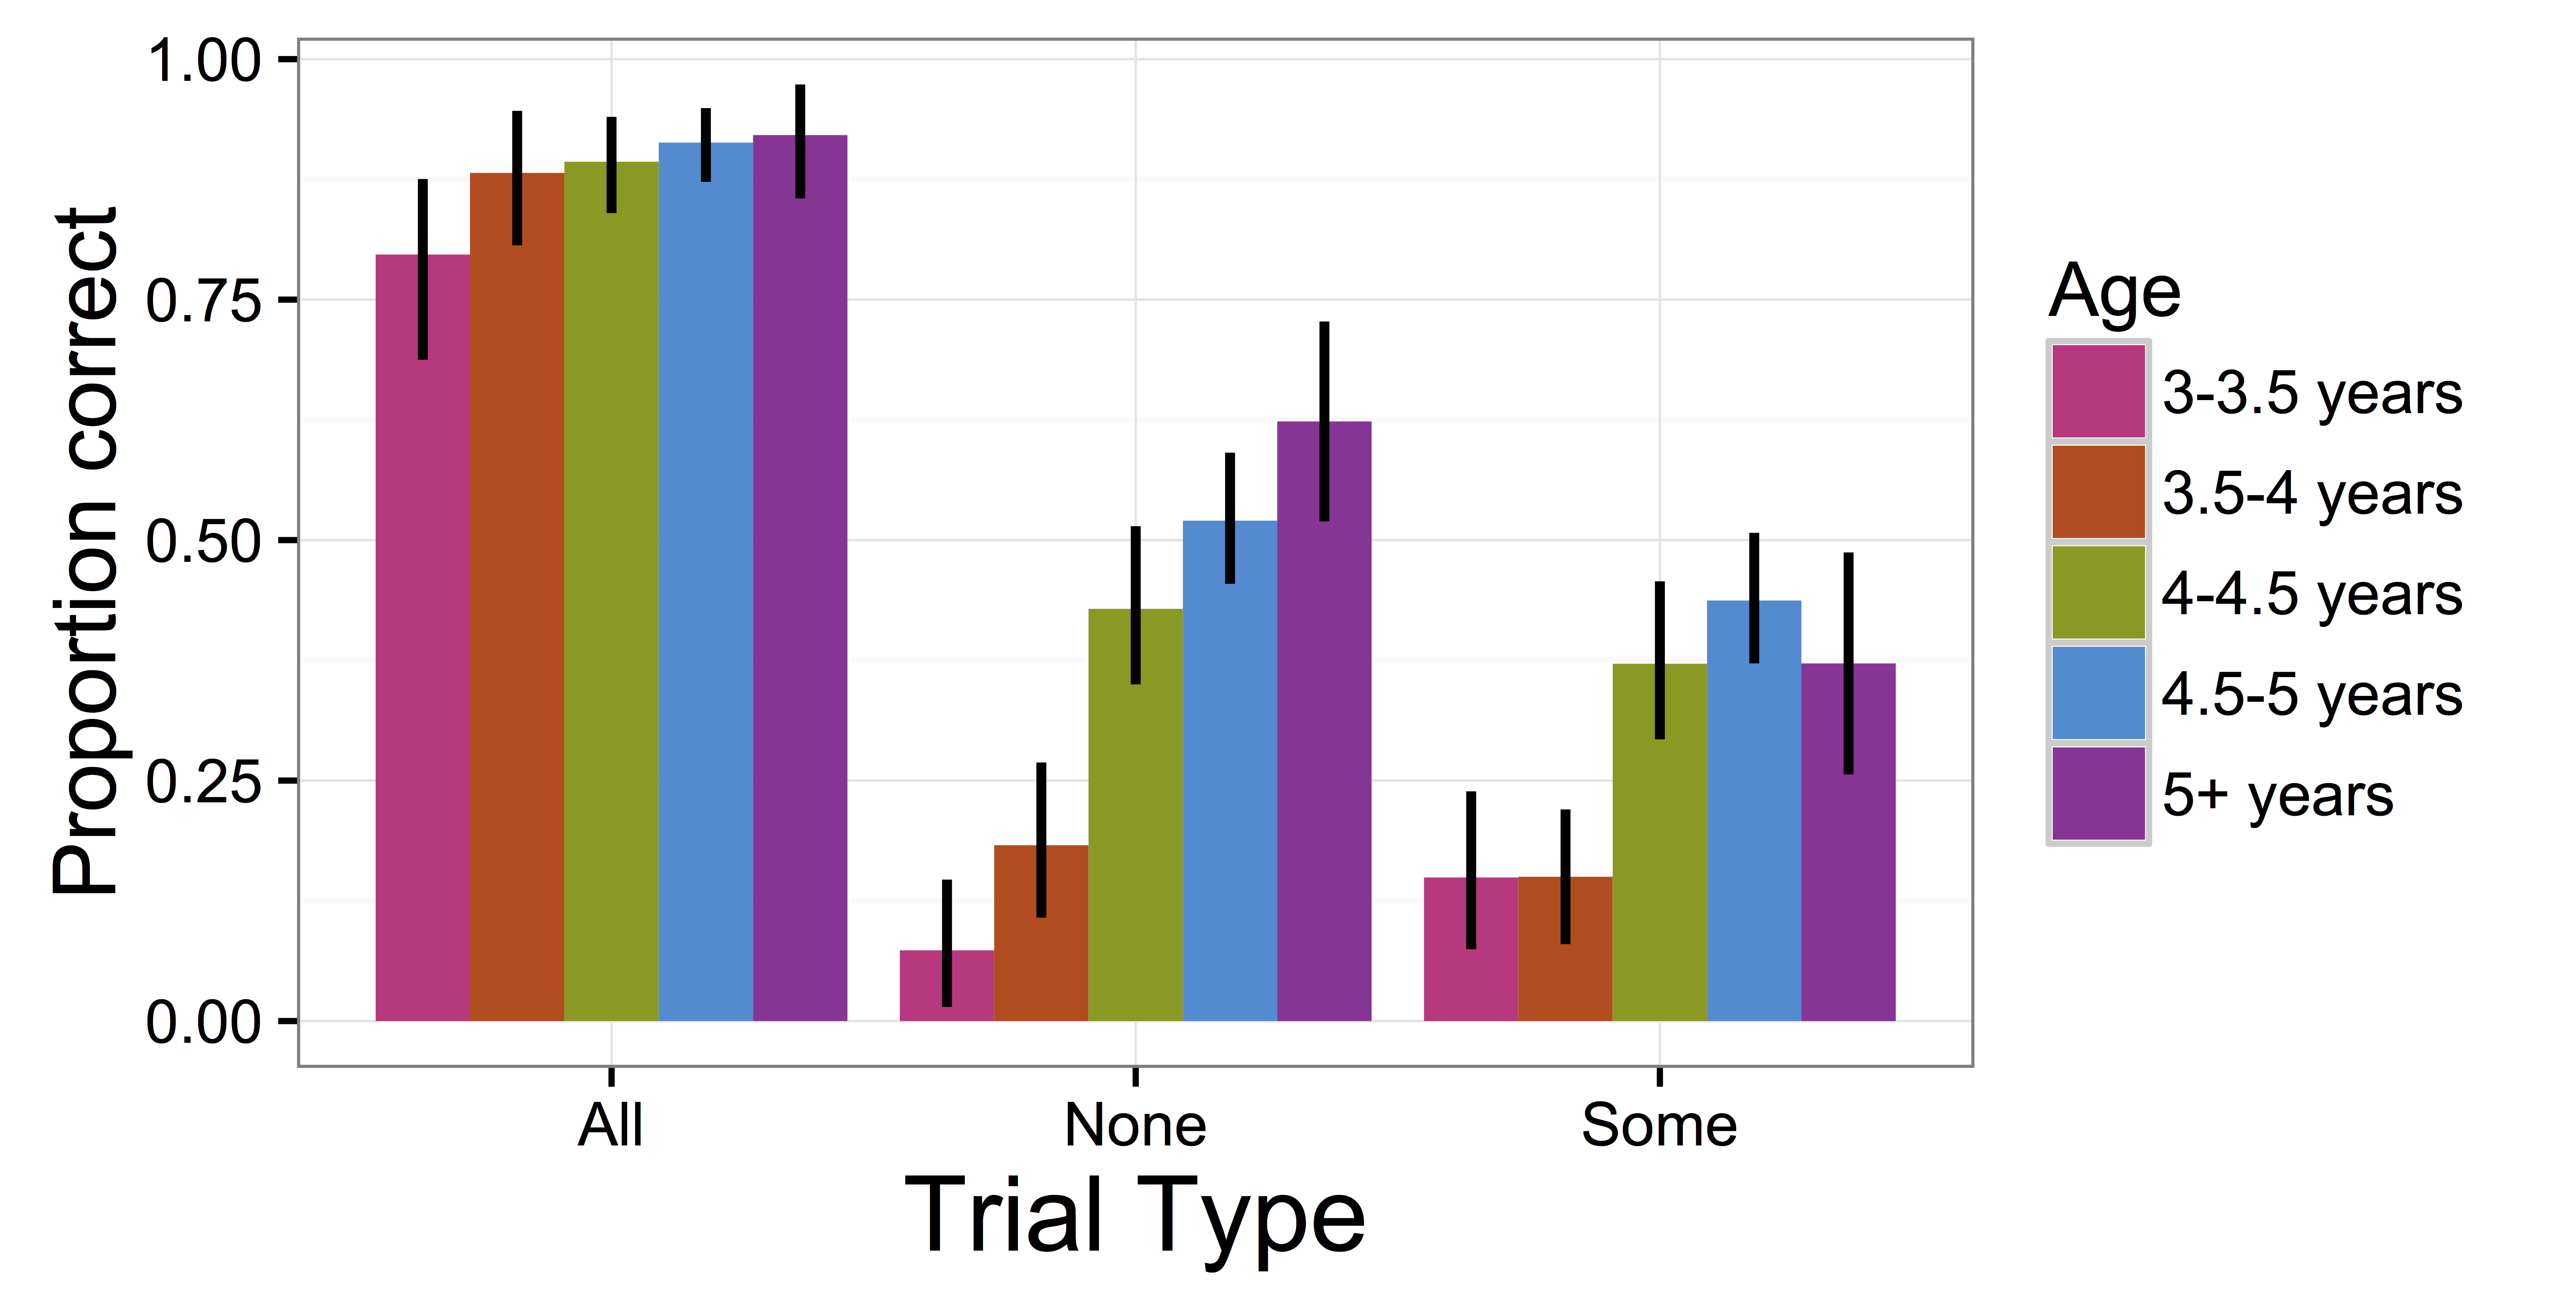 Proportion correct
1.00
0.75
0.50
0.25
0.00
All
None
Some
Trial Type
Age
3-3.5 years
3.5-4 years
4-4.5 years
4.5-5 years
5+ years